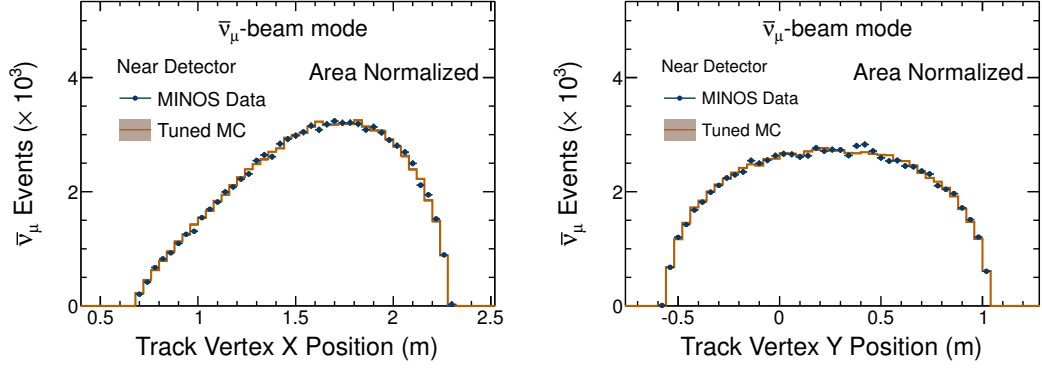 ν̄μ-beam mode
Near Detector
Area Normalized
MINOS Data
Tuned MC
ν̄μ Events (× 10³)
4
2
0
0.5 1 1.5 2 2.5
Track Vertex X Position (m)
ν̄μ-beam mode
Near Detector
Area Normalized
MINOS Data
Tuned MC
ν̄μ Events (× 10³)
4
2
0
-0.5 0 0.5 1
Track Vertex Y Position (m)